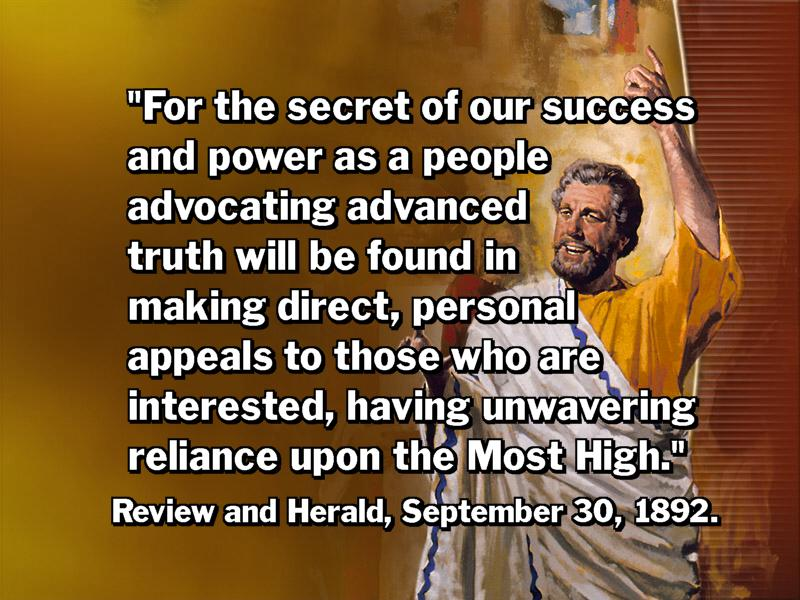 "For the secret of our success
and power as a people
advocating advanced
truth will be found in
making direct, personal
appeals to those who are
interested, having unwavering
reliance upon the Most High."
Review and Herald, September 30, 1892.